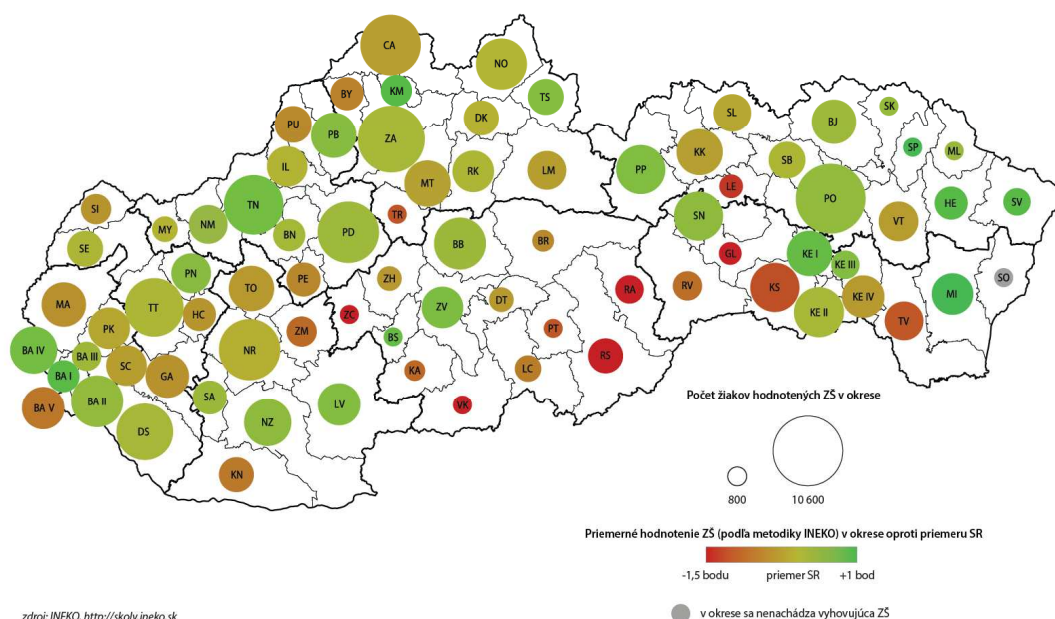 CA
NO
BY
KM
TS
PU
PB
ZA
DK
IL
MT
RK
LM
SL
BJ
SK
KK
SB
SP
ML
PP
LE
PO
HE
SV
SN
VT
SI
SE
MY
NM
TN
BN
PD
TR
BB
BR
GL
KE I
KE III
SO
PN
TO
PE
ZH
RA
RV
KS
KE IV
MI
MA
TT
HC
DT
KE II
TV
PK
ZM
ZC
ZV
BS
PT
BA IV
BA III
NR
RS
BA I
SC
GA
KA
LC
BA V
BA II
SA
LV
VK
DS
NZ
KN
Počet žiakov hodnotených ZŠ v okrese
800
10 600
Priemerné hodnotenie ZŠ (podľa metodiky INEKO) v okrese oproti priemeru SR
-1,5 bodu
priemer SR
+1 bod
v okrese sa nenachádza vyhovujúca ZŠ
zdroj: INEKO, http://skoly.ineko.sk